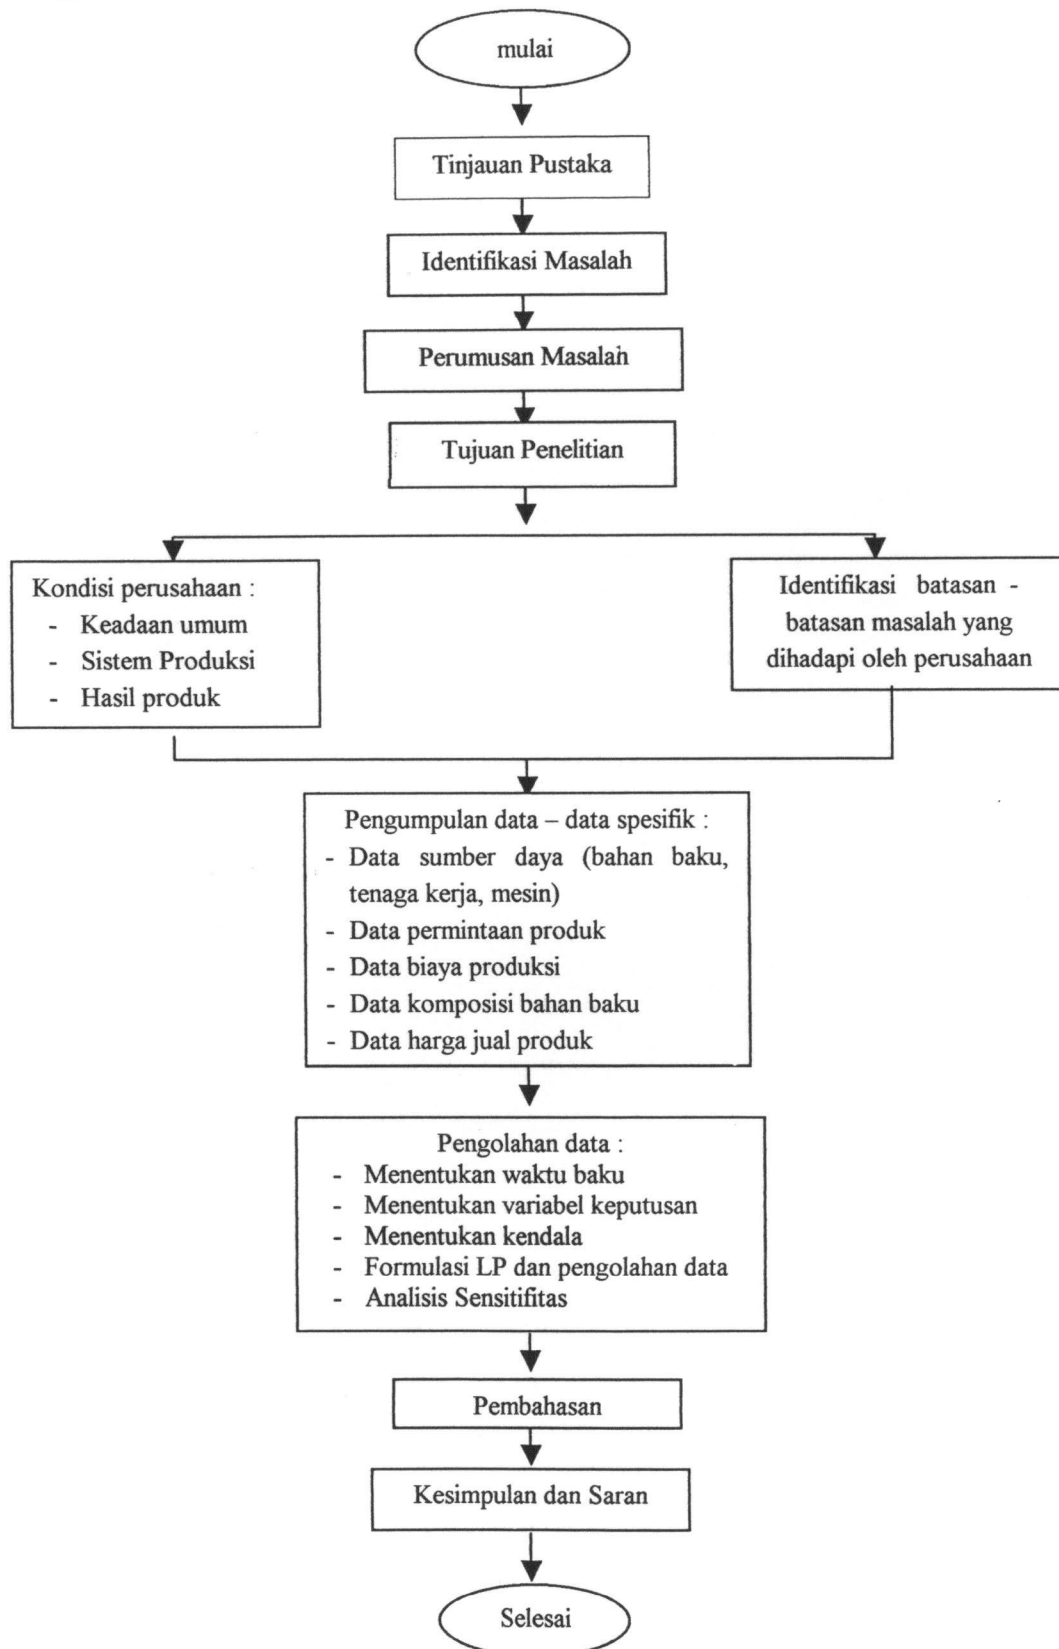 mulai
Tinjauan Pustaka
Identifikasi Masalah
Perumusan Masalah
Tujuan Penelitian
Kondisi perusahaan :
- Keadaan umum
- Sistem Produksi
- Hasil produk
Identifikasi batasan -
batasan masalah yang
dihadapi oleh perusahaan
Pengumpulan data – data spesifik :
- Data sumber daya (bahan baku,
tenaga kerja, mesin)
- Data permintaan produk
- Data biaya produksi
- Data komposisi bahan baku
- Data harga jual produk
Pengolahan data :
- Menentukan waktu baku
- Menentukan variabel keputusan
- Menentukan kendala
- Formulasi LP dan pengolahan data
- Analisis Sensitifitas
Pembahasan
Kesimpulan dan Saran
Selesai